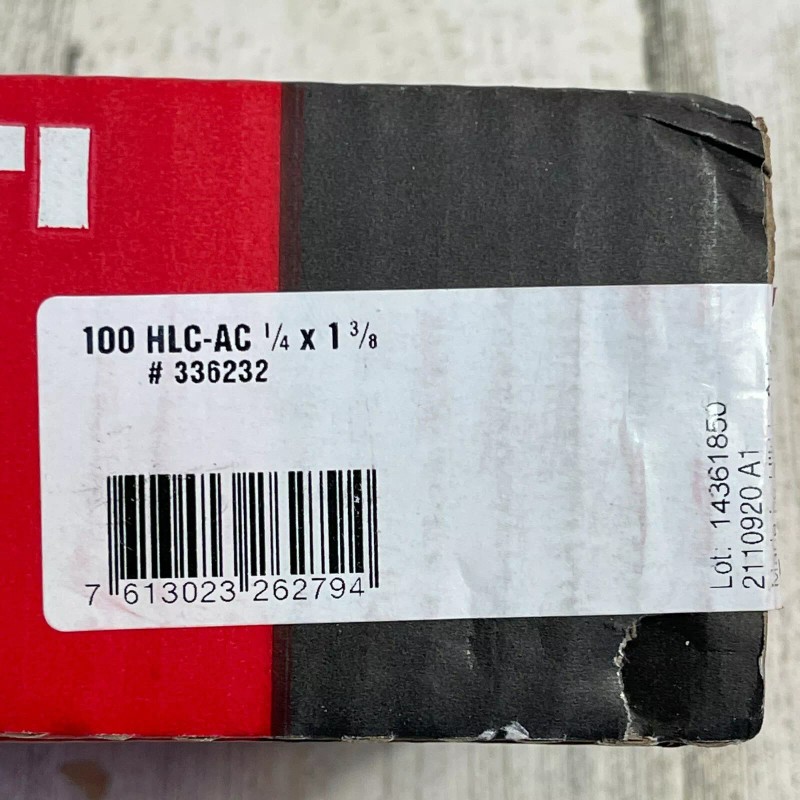 100 HLC-AC 1/4 x 1 3/8
# 336232
7 613023 262794
Lot: 14361850
2110920 A1